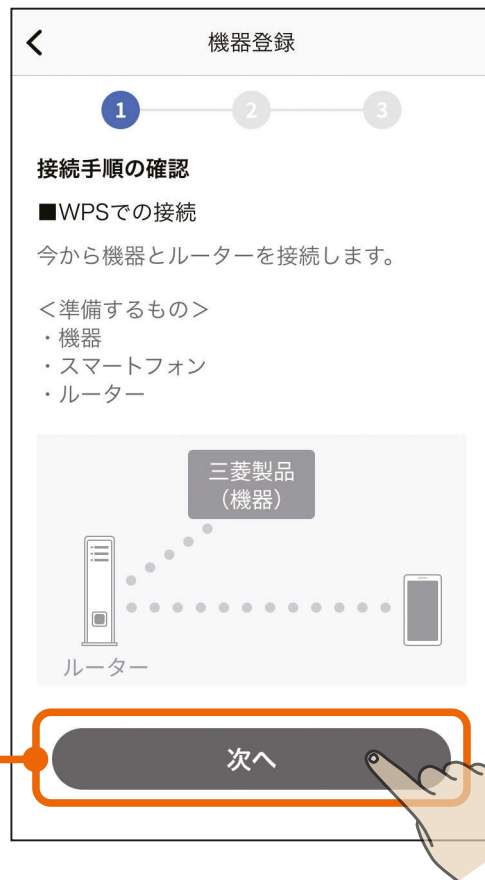 機器登録
1 2 3
接続手順の確認
■WPSでの接続
今から機器とルーターを接続します。
＜準備するもの＞
・機器
・スマートフォン
・ルーター
三菱製品
（機器）
ルーター
次へ